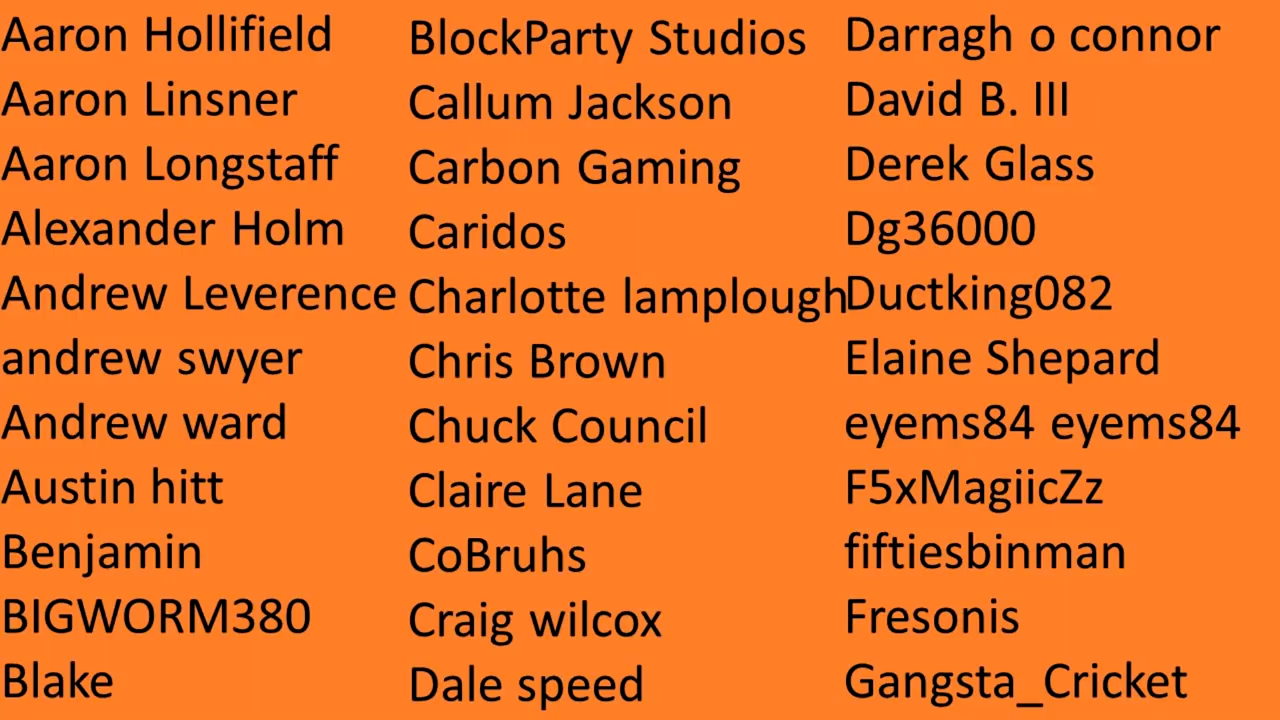 Aaron Hollifield
Aaron Linsner
Aaron Longstaff
Alexander Holm
Andrew Leverence
andrew swyer
Andrew ward
Austin hitt
Benjamin
BIGWORM380
Blake
BlockParty Studios
Callum Jackson
Carbon Gaming
Caridos
Charlotte lamplough
Chris Brown
Chuck Council
Claire Lane
CoBruhs
Craig wilcox
Dale speed
Darragh o connor
David B. III
Derek Glass
Dg36000
Ductking082
Elaine Shepard
eyems84 eyems84
F5xMagiicZz
fiftiesbinman
Fresonis
Gangsta_Cricket